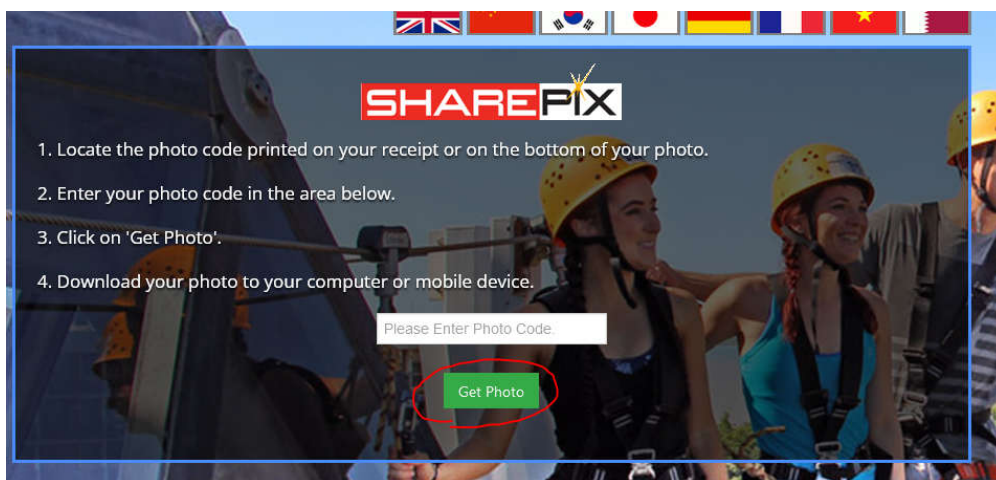 SHAREPIX
1. Locate the photo code printed on your receipt or on the bottom of your photo.
2. Enter your photo code in the area below.
3. Click on 'Get Photo'.
4. Download your photo to your computer or mobile device.
Please Enter Photo Code.
Get Photo